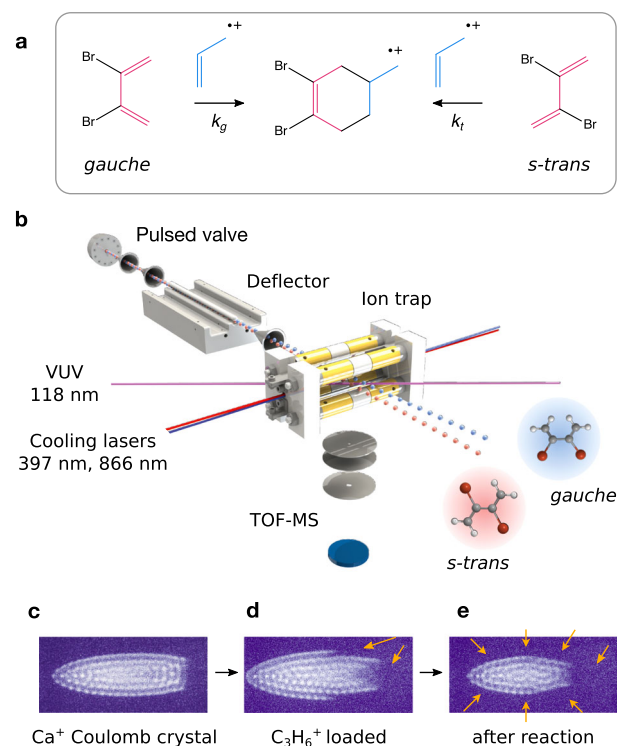 a
Br
Br
•+
k_g
gauche
Br
Br
•+
•+
k_t
Br
Br
s-trans
b
Pulsed valve
Deflector
Ion trap
VUV
118 nm
Cooling lasers
397 nm, 866 nm
TOF-MS
gauche
s-trans
c
d
e
Ca⁺ Coulomb crystal
C₃H₆⁺ loaded
after reaction